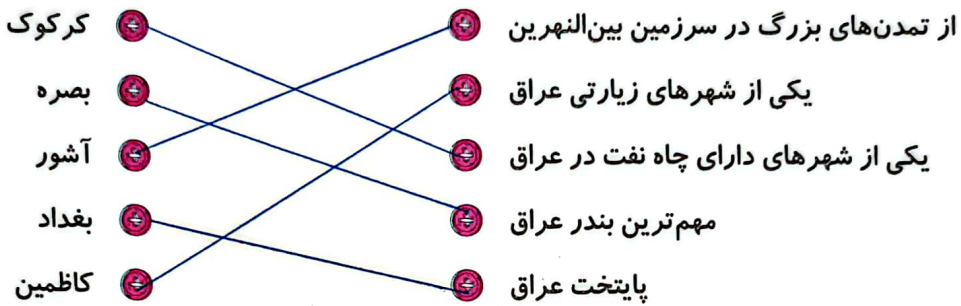 از تمدن‌های بزرگ در سرزمین بین‌النهرین
کرکوک
یکی از شهرهای زیارتی عراق
بصره
یکی از شهرهای دارای چاه نفت در عراق
آشور
مهم‌ترین بندر عراق
بغداد
پایتخت عراق
کاظمین